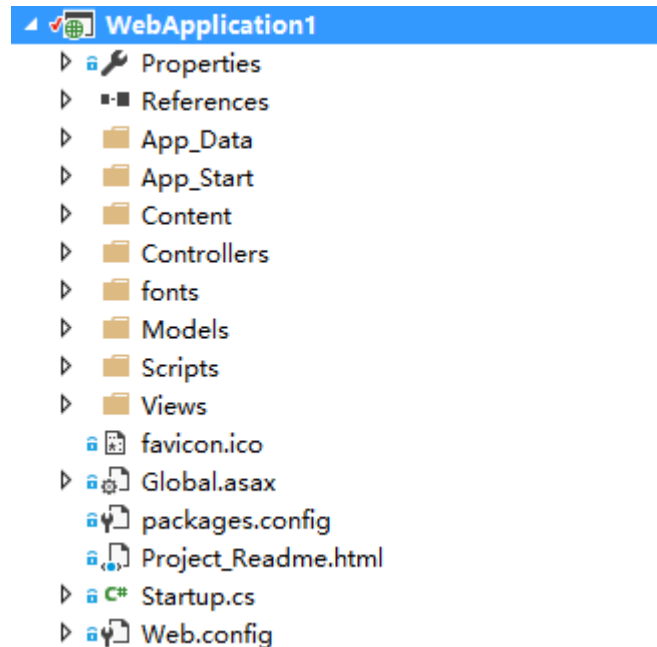 WebApplication1
Properties
References
App_Data
App_Start
Content
Controllers
fonts
Models
Scripts
Views
favicon.ico
Global.asax
packages.config
Project_Readme.html
C# Startup.cs
Web.config